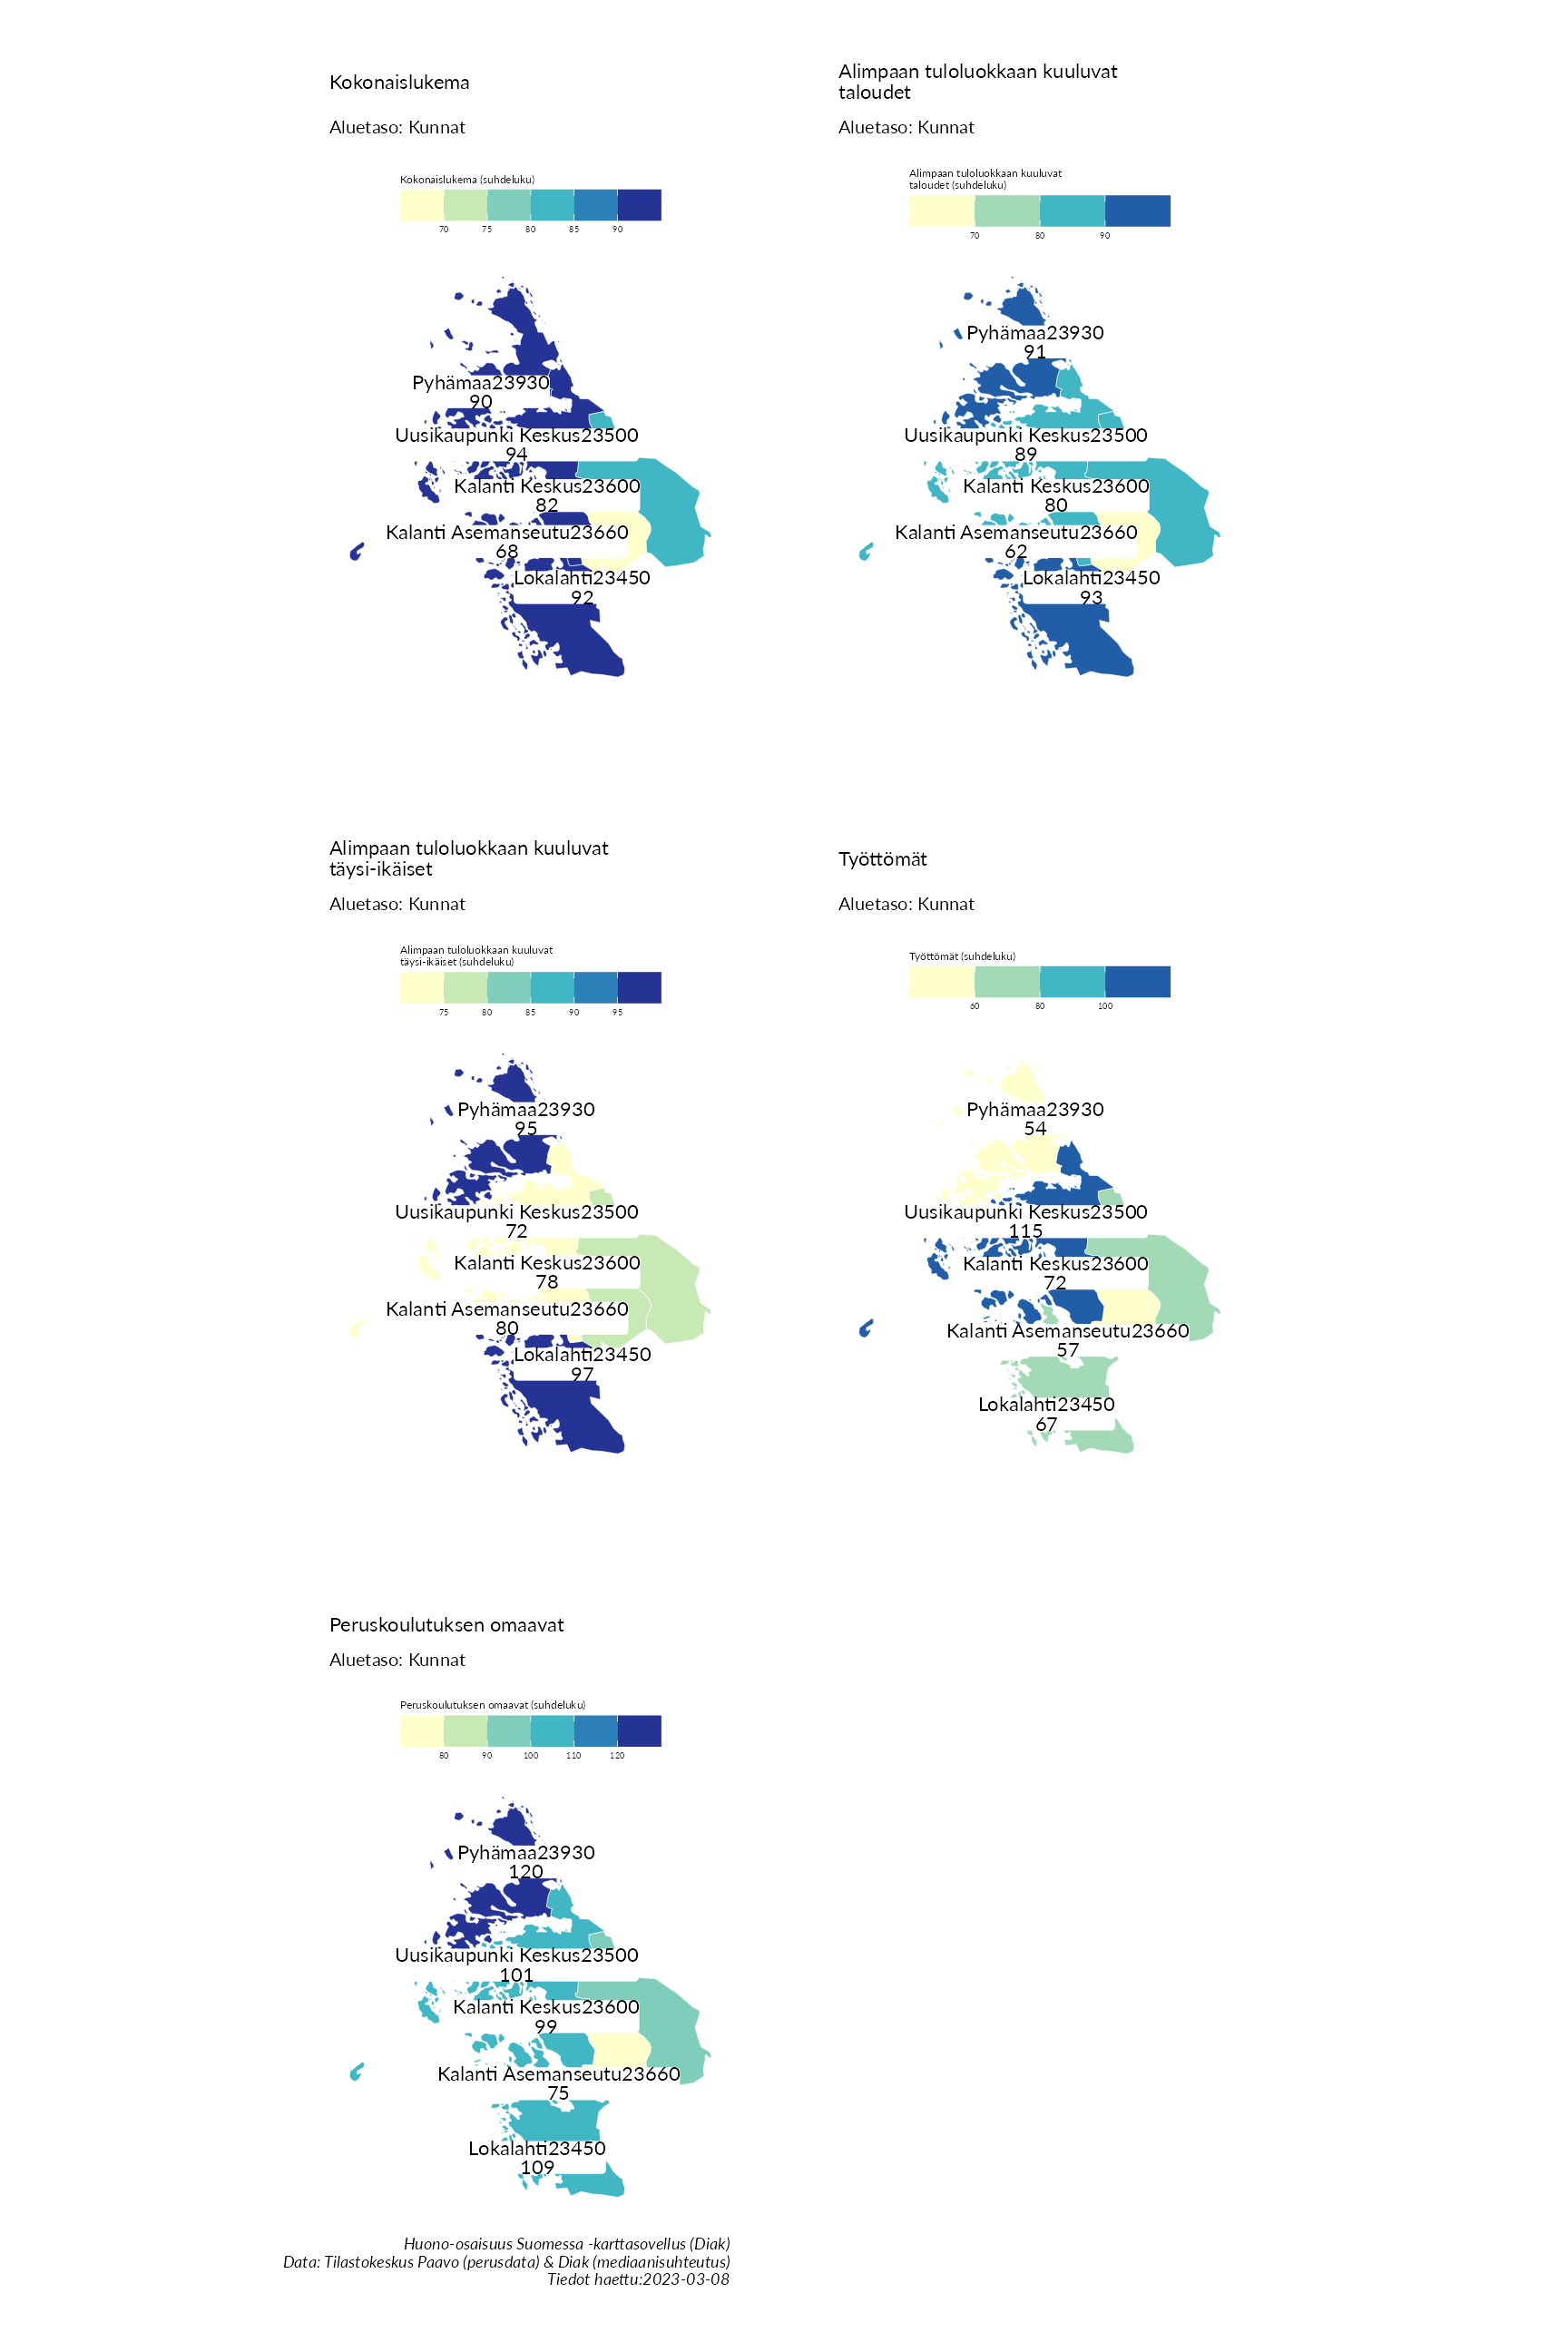 Kokonaislukema
Aluetaso: Kunnat
Kokonaislukema (suhdeluku)
70 75 80 85 90
Pyhämaa23930
90
Uusikaupunki Keskus23500
94
Kalanti Keskus23600
82
Kalanti Asemanseutu23660
68
Lokalahti23450
92
Alimpaan tuloluokkaan kuuluvat
taloudet
Aluetaso: Kunnat
Alimpaan tuloluokkaan kuuluvat
taloudet (suhdeluku)
70 80 90
Pyhämaa23930
91
Uusikaupunki Keskus23500
89
Kalanti Keskus23600
80
Kalanti Asemanseutu23660
62
Lokalahti23450
93
Alimpaan tuloluokkaan kuuluvat
täysi-ikäiset
Aluetaso: Kunnat
Alimpaan tuloluokkaan kuuluvat
täysi-ikäiset (suhdeluku)
75 80 85 90 95
Pyhämaa23930
95
Uusikaupunki Keskus23500
72
Kalanti Keskus23600
78
Kalanti Asemanseutu23660
80
Lokalahti23450
97
Työttömät
Aluetaso: Kunnat
Työttömät (suhdeluku)
60 80 100
Pyhämaa23930
54
Uusikaupunki Keskus23500
115
Kalanti Keskus23600
72
Kalanti Asemanseutu23660
57
Lokalahti23450
67
Peruskoulutuksen omaavat
Aluetaso: Kunnat
Peruskoulutuksen omaavat (suhdeluku)
80 90 100 110 120
Pyhämaa23930
120
Uusikaupunki Keskus23500
101
Kalanti Keskus23600
99
Kalanti Asemanseutu23660
75
Lokalahti23450
109
Huono-osaisuus Suomessa -karttasovellus (Diak)
Data: Tilastokeskus Paavo (perusdata) & Diak (mediaanisuhteutus)
Tiedot haettu:2023-03-08